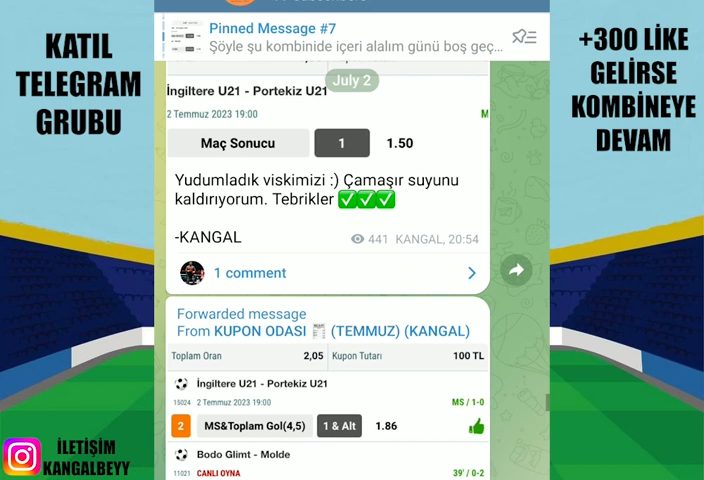 KATIL
TELEGRAM
GRUBU
İLETİŞİM
KANGALBEYY
Pinned Message #7
Şöyle şu kombinide içeri alalım günü boş geç...
July 2
İngiltere U21 - Portekiz U21
2 Temmuz 2023 19:00
M
Maç Sonucu 1 1.50
Yudumladık viskimizi :) Çamaşır suyunu
kaldırıyorum. Tebrikler ✅✅✅
-KANGAL
441 KANGAL, 20:54
1 comment
Forwarded message
From KUPON ODASI (TEMMUZ) (KANGAL)
Toplam Oran 2,05 Kupon Tutarı 100 TL
İngiltere U21 - Portekiz U21
15024 2 Temmuz 2023 19:00 MS / 1-0
2 MS&Toplam Gol(4,5) 1 & Alt 1.86
Bodo Glimt - Molde
11021 CANLI OYNA 39' / 0-2
+300 LİKE
GELİRSE
KOMBİNEYE
DEVAM